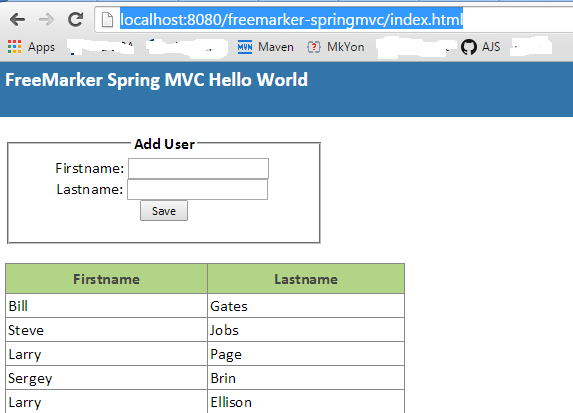 localhost:8080/freemarker-springmvc/index.html
Apps MVN Maven MkYon AJS
FreeMarker Spring MVC Hello World
Add User
Firstname:
Lastname:
Save
Firstname Lastname
Bill Gates
Steve Jobs
Larry Page
Sergey Brin
Larry Ellison